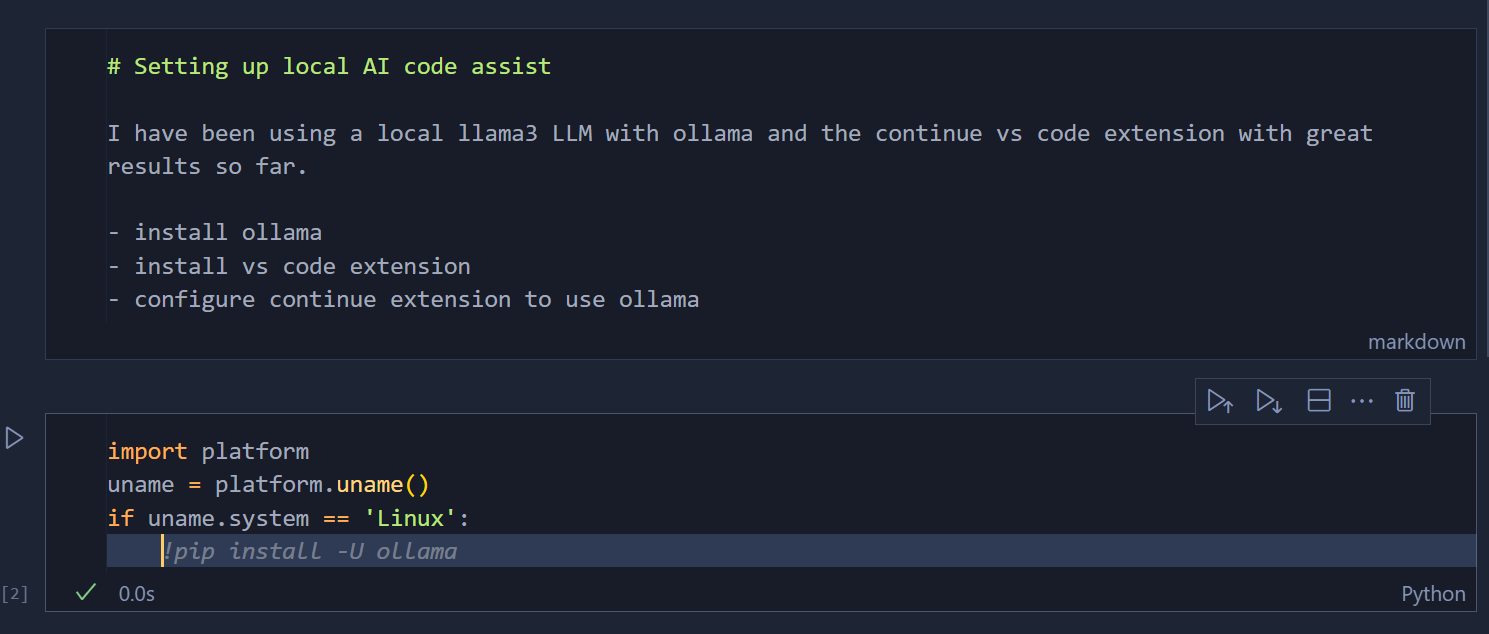 # Setting up local AI code assist
I have been using a local llama3 LLM with ollama and the continue vs code extension with great
results so far.
- install ollama
- install vs code extension
- configure continue extension to use ollama
markdown
import platform
uname = platform.uname()
if uname.system == 'Linux':
!pip install -U ollama
[2]
0.0s
Python